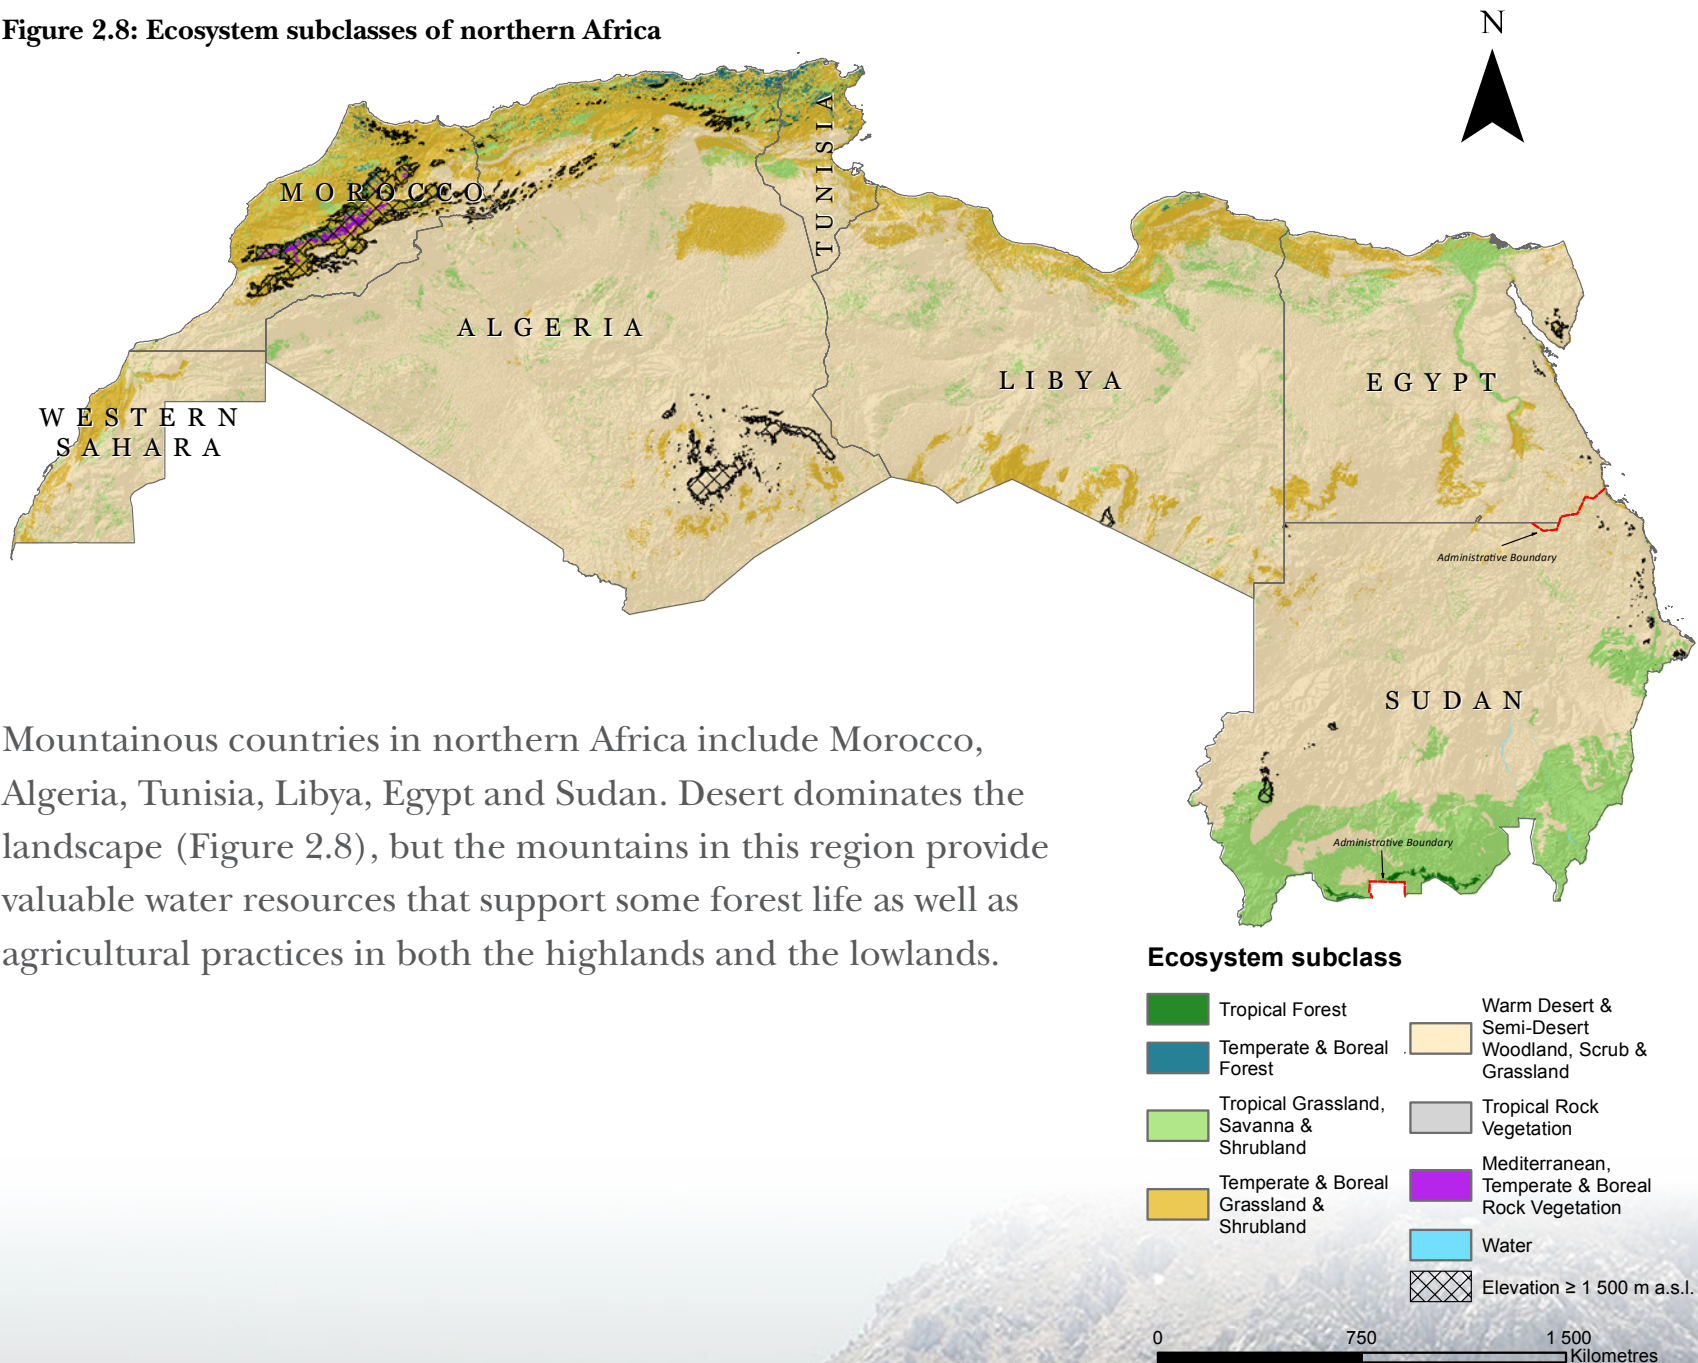 Figure 2.8: Ecosystem subclasses of northern Africa
N
MOROCCO
TUNISIA
ALGERIA
LIBYA
EGYPT
WESTERN
SAHARA
Administrative Boundary
SUDAN
Administrative Boundary
Mountainous countries in northern Africa include Morocco,
Algeria, Tunisia, Libya, Egypt and Sudan. Desert dominates the
landscape (Figure 2.8), but the mountains in this region provide
valuable water resources that support some forest life as well as
agricultural practices in both the highlands and the lowlands.
Ecosystem subclass
Tropical Forest
Temperate & Boreal
Forest
Tropical Grassland,
Savanna &
Shrubland
Temperate & Boreal
Grassland &
Shrubland
Warm Desert &
Semi-Desert
Woodland, Scrub &
Grassland
Tropical Rock
Vegetation
Mediterranean,
Temperate & Boreal
Rock Vegetation
Water
Elevation ≥ 1 500 m a.s.l.
0 750 1 500
Kilometres